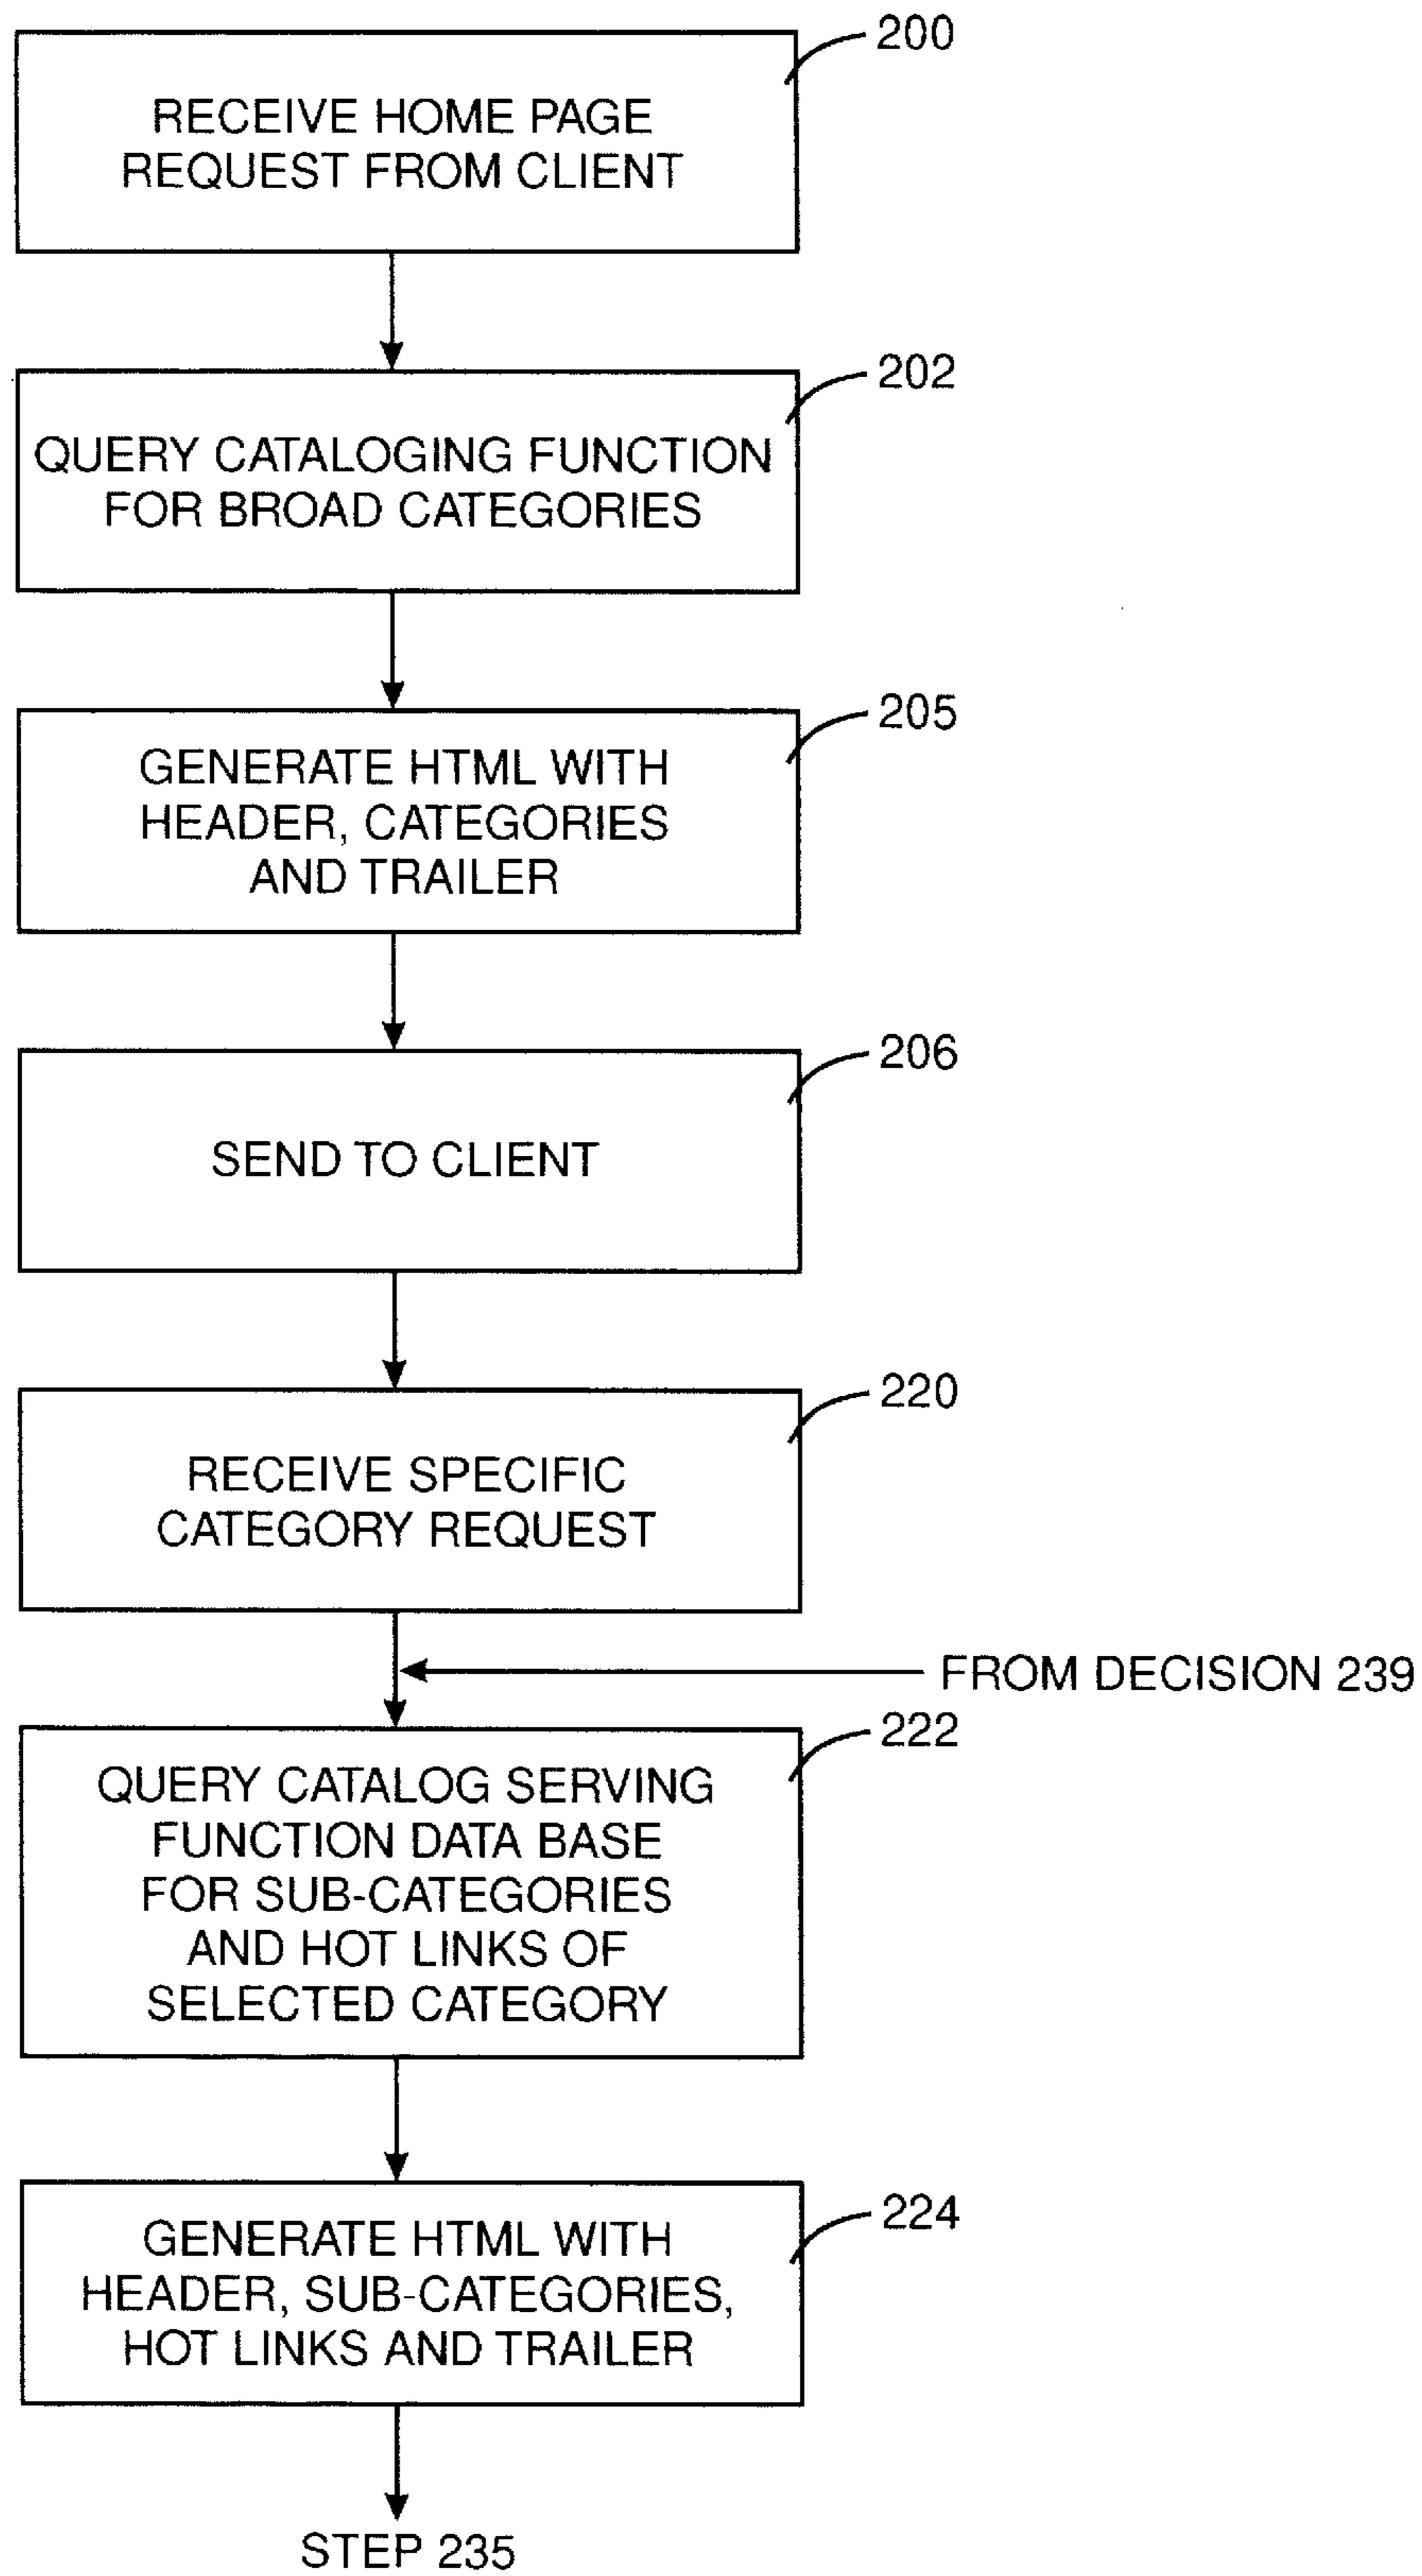 200
RECEIVE HOME PAGE
REQUEST FROM CLIENT
202
QUERY CATALOGING FUNCTION
FOR BROAD CATEGORIES
205
GENERATE HTML WITH
HEADER, CATEGORIES
AND TRAILER
206
SEND TO CLIENT
220
RECEIVE SPECIFIC
CATEGORY REQUEST
FROM DECISION 239
222
QUERY CATALOG SERVING
FUNCTION DATA BASE
FOR SUB-CATEGORIES
AND HOT LINKS OF
SELECTED CATEGORY
224
GENERATE HTML WITH
HEADER, SUB-CATEGORIES,
HOT LINKS AND TRAILER
STEP 235